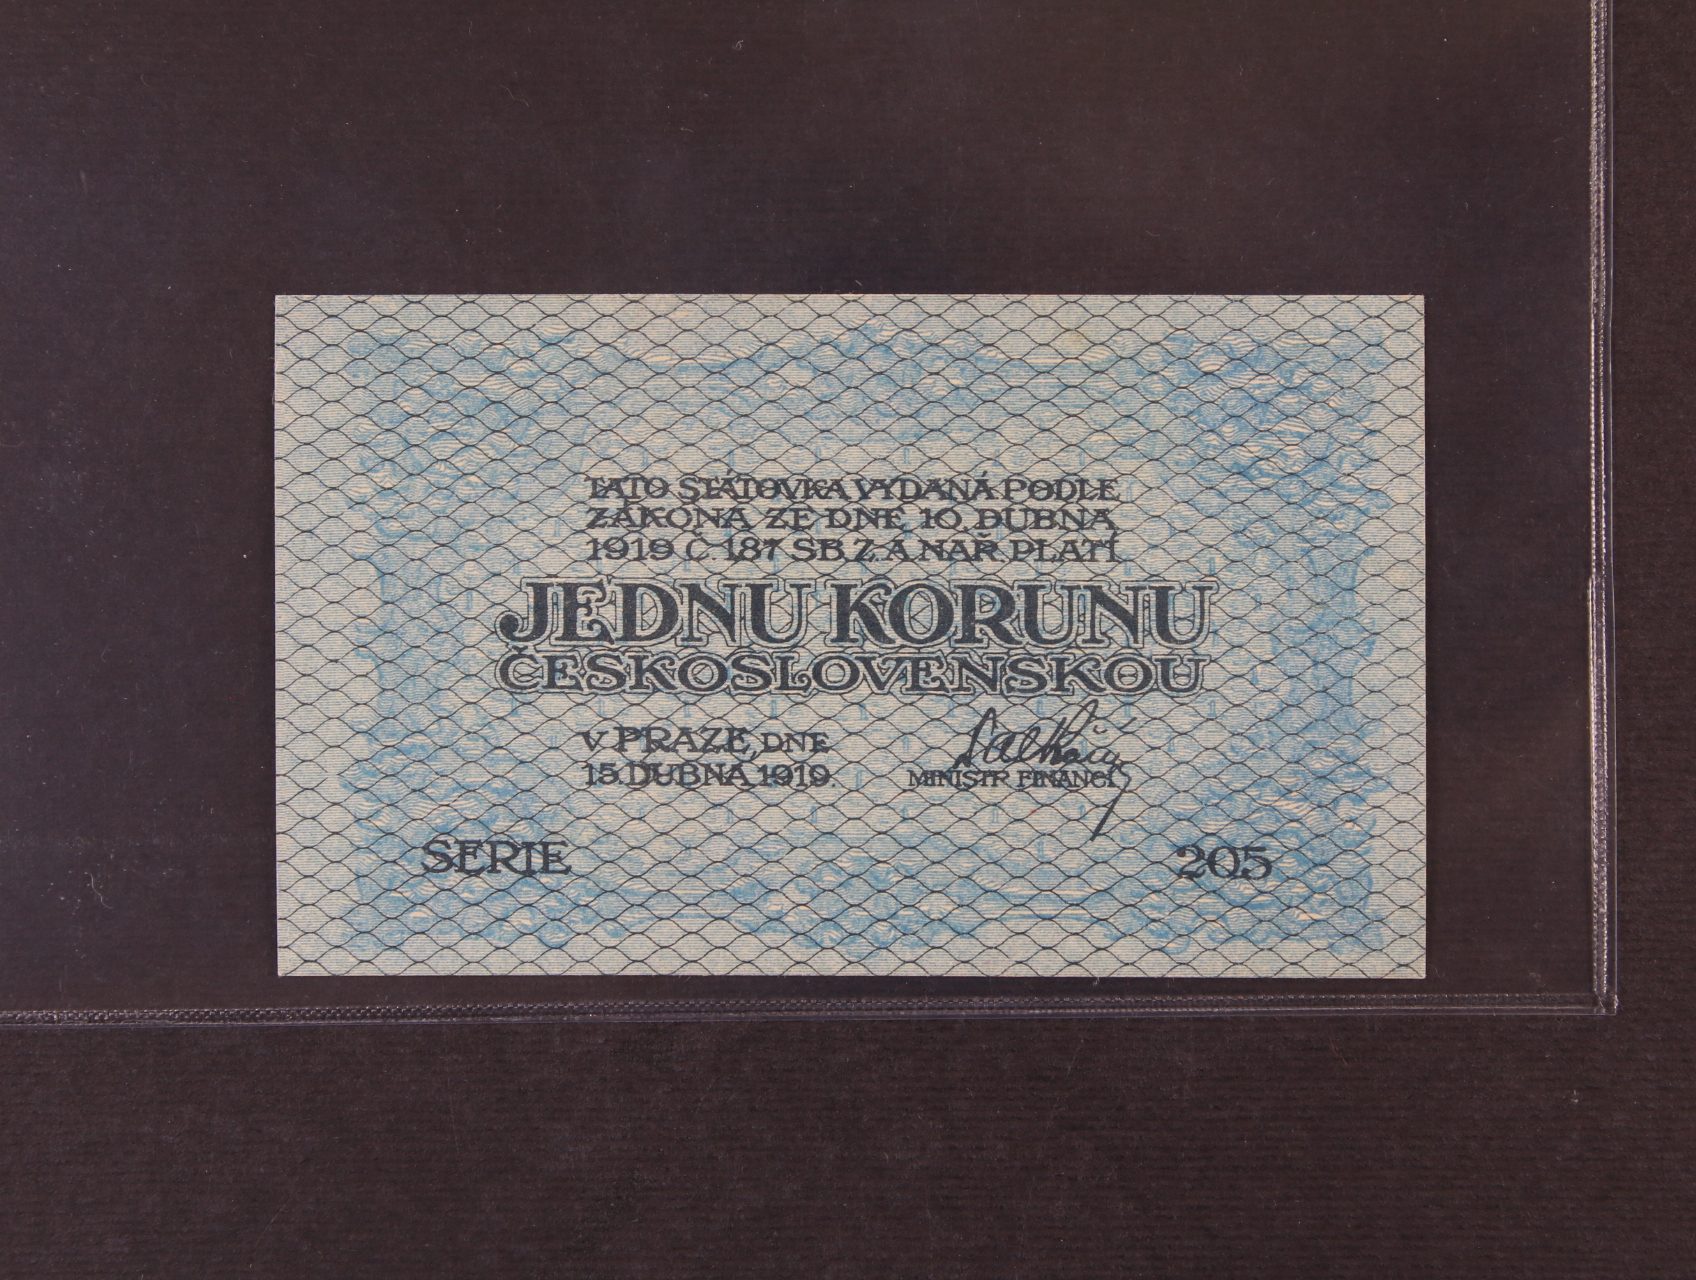 TATO STÁTOVKA VYDANÁ PODLE
ZÁKONA ZE DNE 10. DUBNA
1919 Č 187 SB. Z. A NAŘ. PLATÍ
JEDNU KORUNU
ČESKOSLOVENSKOU
V PRAZE, DNE
15. DUBNA 1919.
MINISTR FINANCÍ
SERIE 205